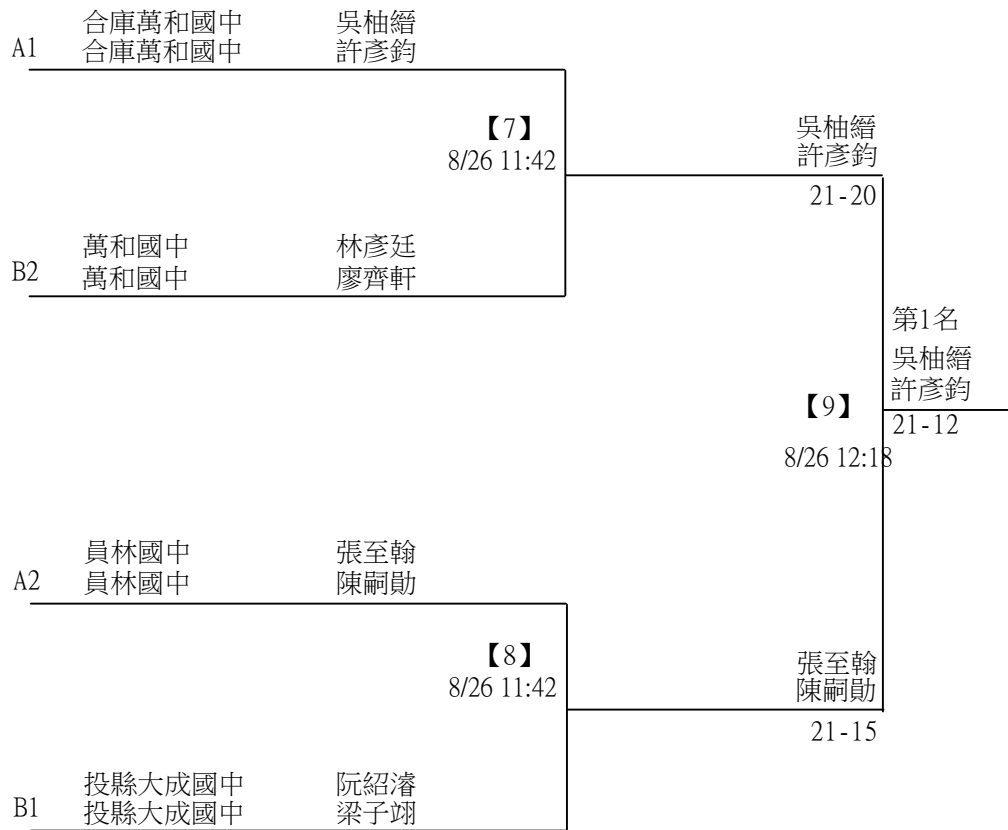 A1 合庫萬和國中 吳柚縉
合庫萬和國中 許彥鈞
【7】
8/26 11:42
吳柚縉
許彥鈞
21-20
B2 萬和國中 林彥廷
萬和國中 廖齊軒
第1名
吳柚縉
許彥鈞
【9】
21-12
8/26 12:18
A2 員林國中 張至翰
員林國中 陳嗣勛
【8】
8/26 11:42
張至翰
陳嗣勛
21-15
B1 投縣大成國中 阮紹濬
投縣大成國中 梁子翊